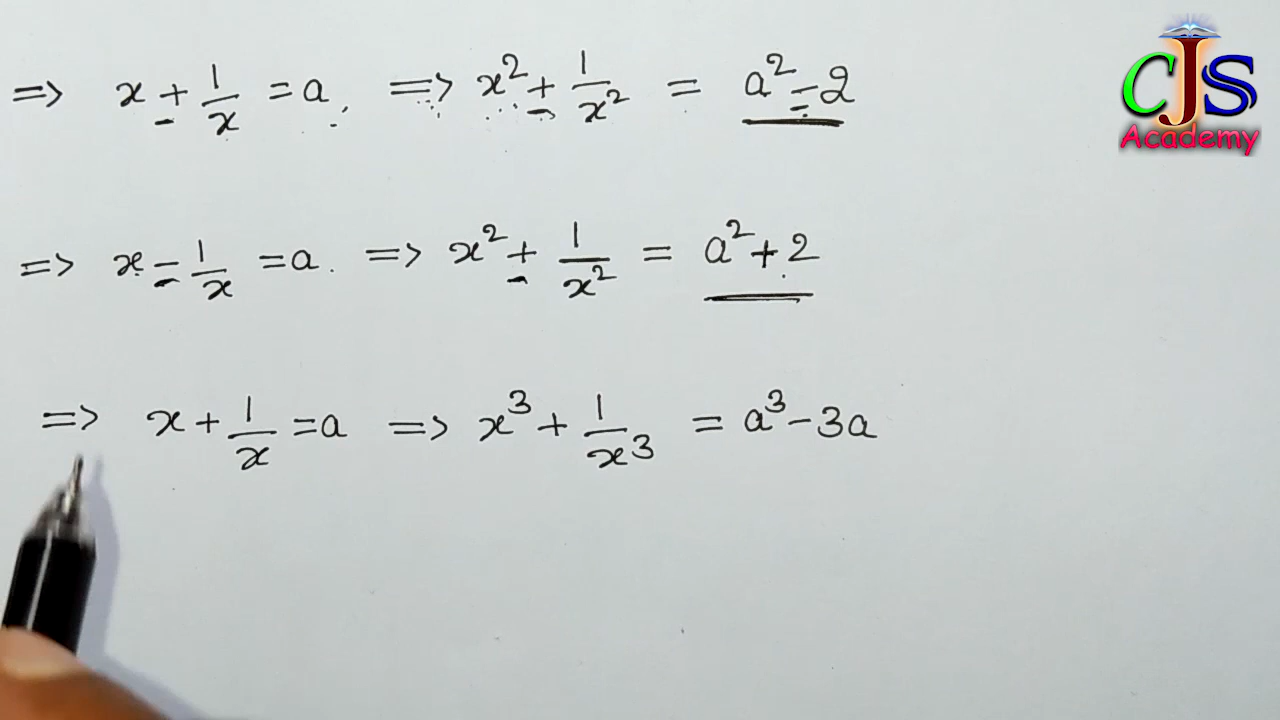 ⇒ x + 1/x = a, ⇒ x² + 1/x² = a² - 2
⇒ x - 1/x = a. ⇒ x² + 1/x² = a² + 2
⇒ x + 1/x = a ⇒ x³ + 1/x³ = a³ - 3a
CJS
Academy